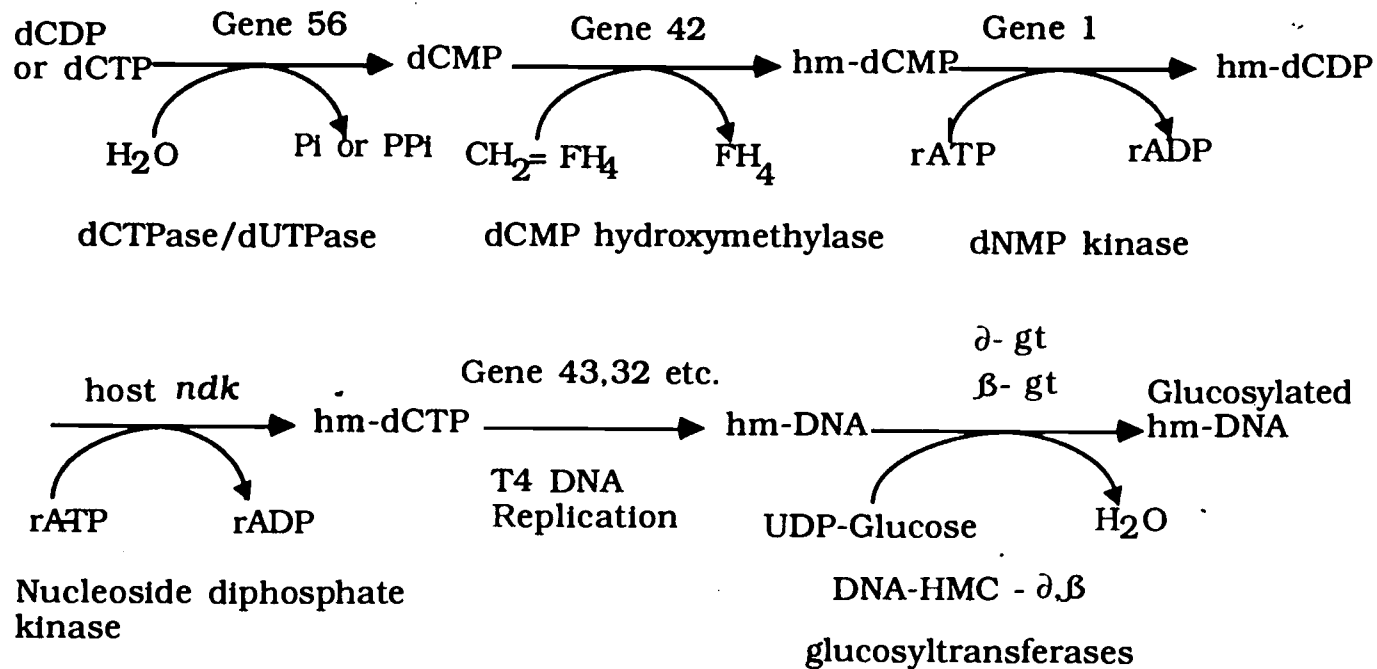 dCDP
or dCTP
Gene 56
dCMP
Gene 42
hm-dCMP
Gene 1
hm-dCDP
H2O
Pi or PPi
CH2= FH4
FH4
rATP
rADP
dCTPase/dUTPase
dCMP hydroxymethylase
dNMP kinase
host ndk
hm-dCTP
Gene 43,32 etc.
hm-DNA
∂- gt
ß- gt
Glucosylated
hm-DNA
rATP
rADP
T4 DNA
Replication
UDP-Glucose
H2O
Nucleoside diphosphate
kinase
DNA-HMC - ∂,ß
glucosyltransferases